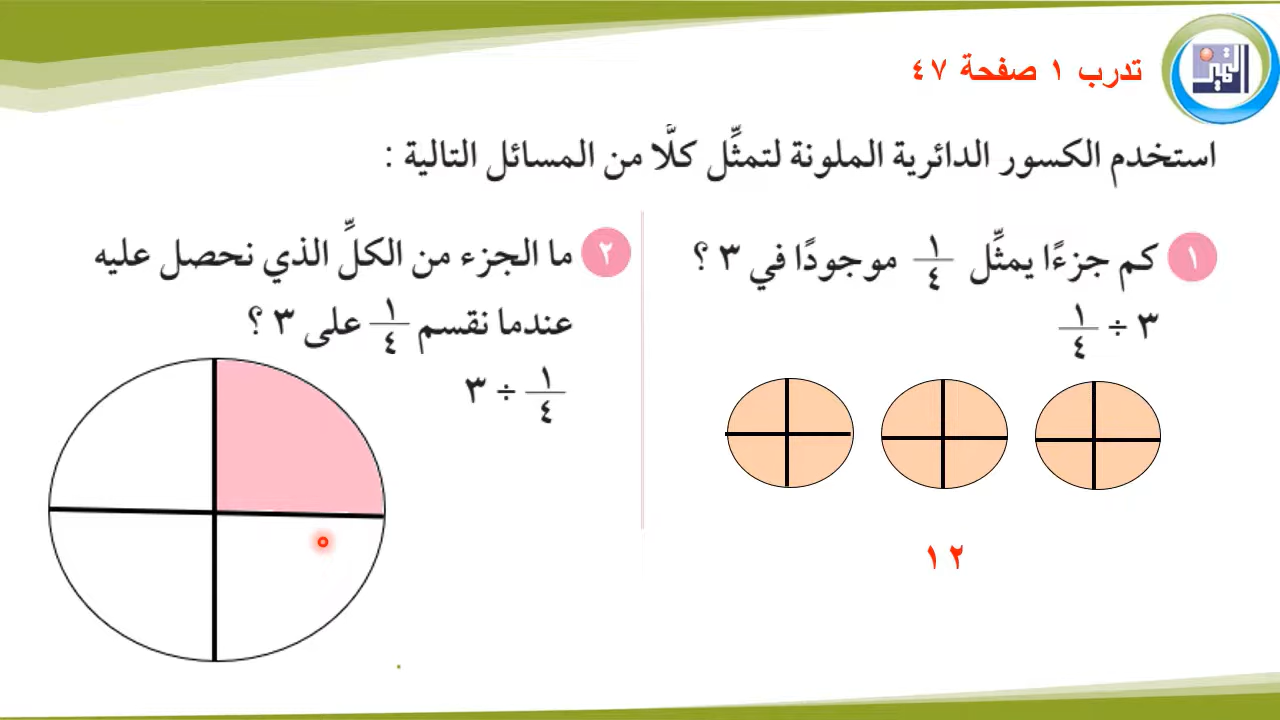 التميز
تدرب ١ صفحة ٤٧
استخدم الكسور الدائرية الملونة لتمثِّل كلًّا من المسائل التالية :
١ كم جزءًا يمثِّل ١/٤ موجودًا في ٣ ؟
٣ ÷ ١/٤
١٢
٢ ما الجزء من الكلِّ الذي نحصل عليه
عندما نقسم ١/٤ على ٣ ؟
١/٤ ÷ ٣